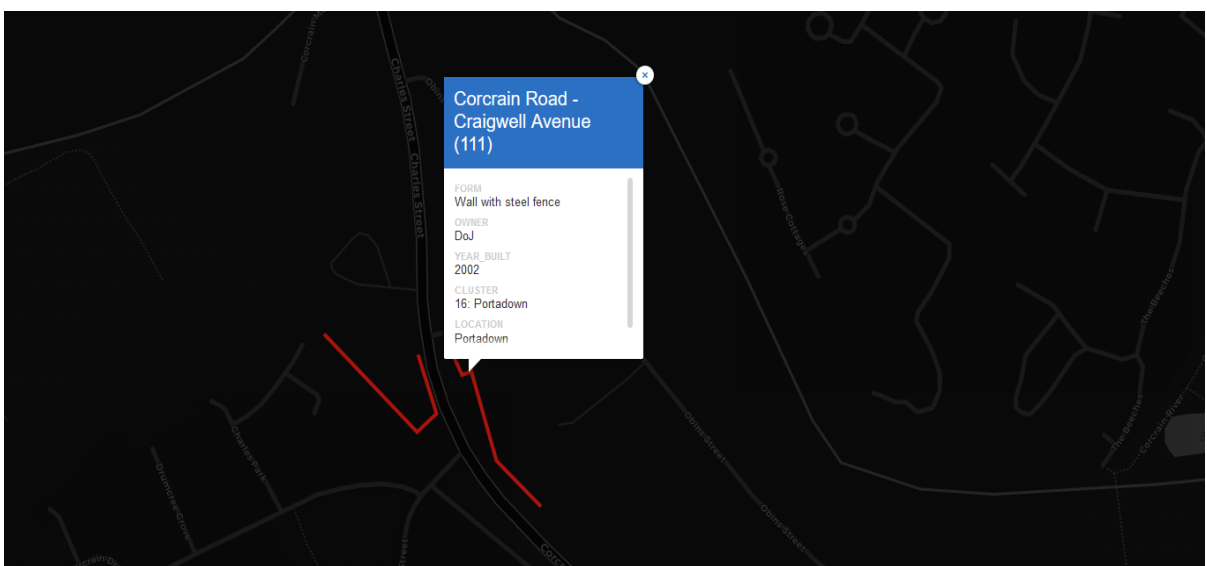 Corcrain Road -
Craigwell Avenue
(111)
FORM
Wall with steel fence
OWNER
DoJ
YEAR_BUILT
2002
CLUSTER
16: Portadown
LOCATION
Portadown
×
Charles Street
Charles Street
Charles Park
Drumcree Grove
Obins Street
Obins Street
Rose Cottages
The Beeches
The Beeches
Corcrain River